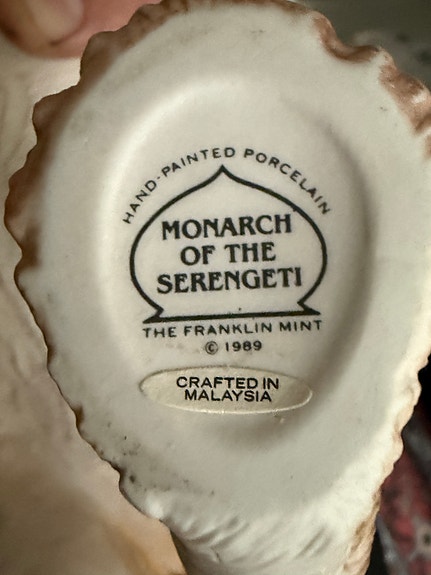 HAND-PAINTED PORCELAIN
MONARCH
OF THE
SERENGETI
THE FRANKLIN MINT
© 1989
CRAFTED IN
MALAYSIA